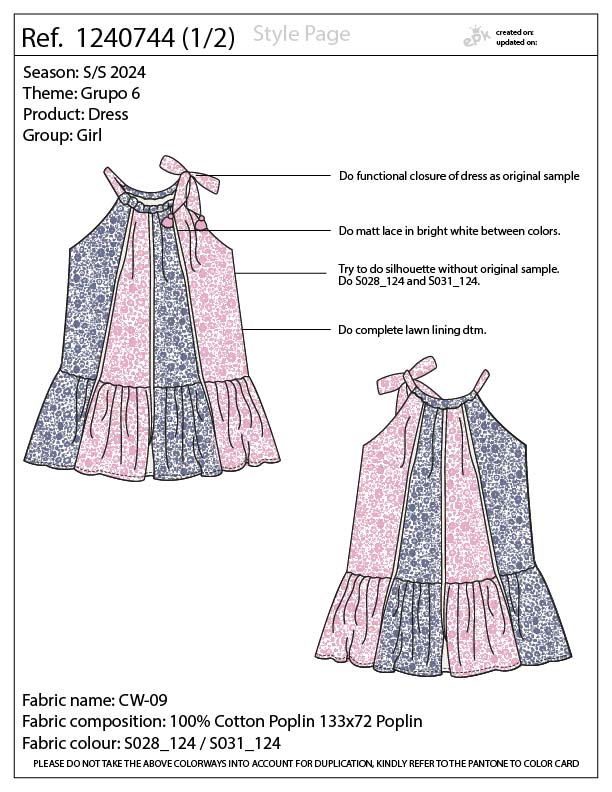 Ref. 1240744 (1/2)
Style Page
epk
created on:
updated on:
Season: S/S 2024
Theme: Grupo 6
Product: Dress
Group: Girl
Do functional closure of dress as original sample
Do matt lace in bright white between colors.
Try to do silhouette without original sample.
Do S028_124 and S031_124.
Do complete lawn lining dtm.
Fabric name: CW-09
Fabric composition: 100% Cotton Poplin 133x72 Poplin
Fabric colour: S028_124 / S031_124
PLEASE DO NOT TAKE THE ABOVE COLORWAYS INTO ACCOUNT FOR DUPLICATION, KINDLY REFER TO THE PANTONE TO COLOR CARD